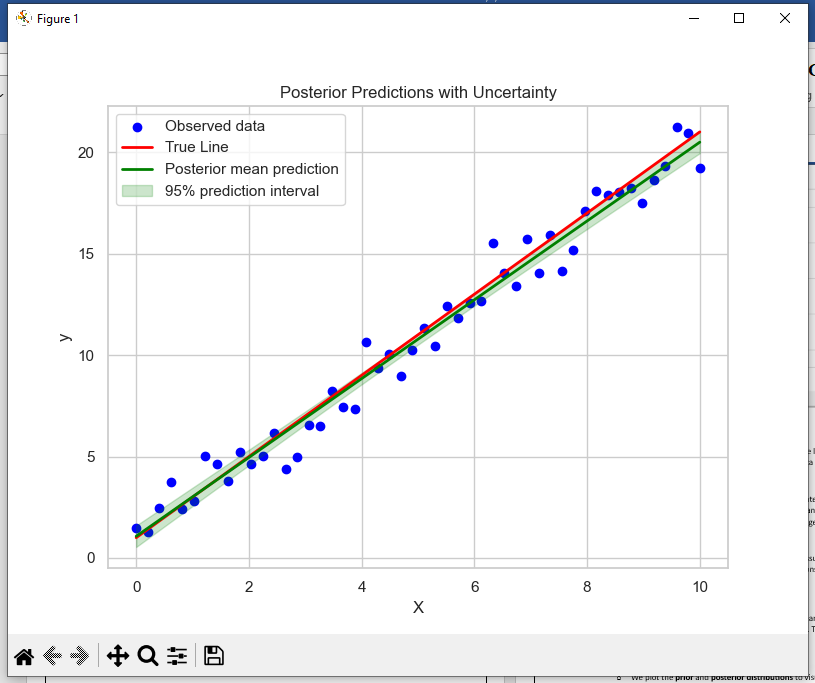 Figure 1
Posterior Predictions with Uncertainty
Observed data
True Line
Posterior mean prediction
95% prediction interval
20
15
10
5
0
y
0 2 4 6 8 10
X
We plot the prior and posterior distributions to vis